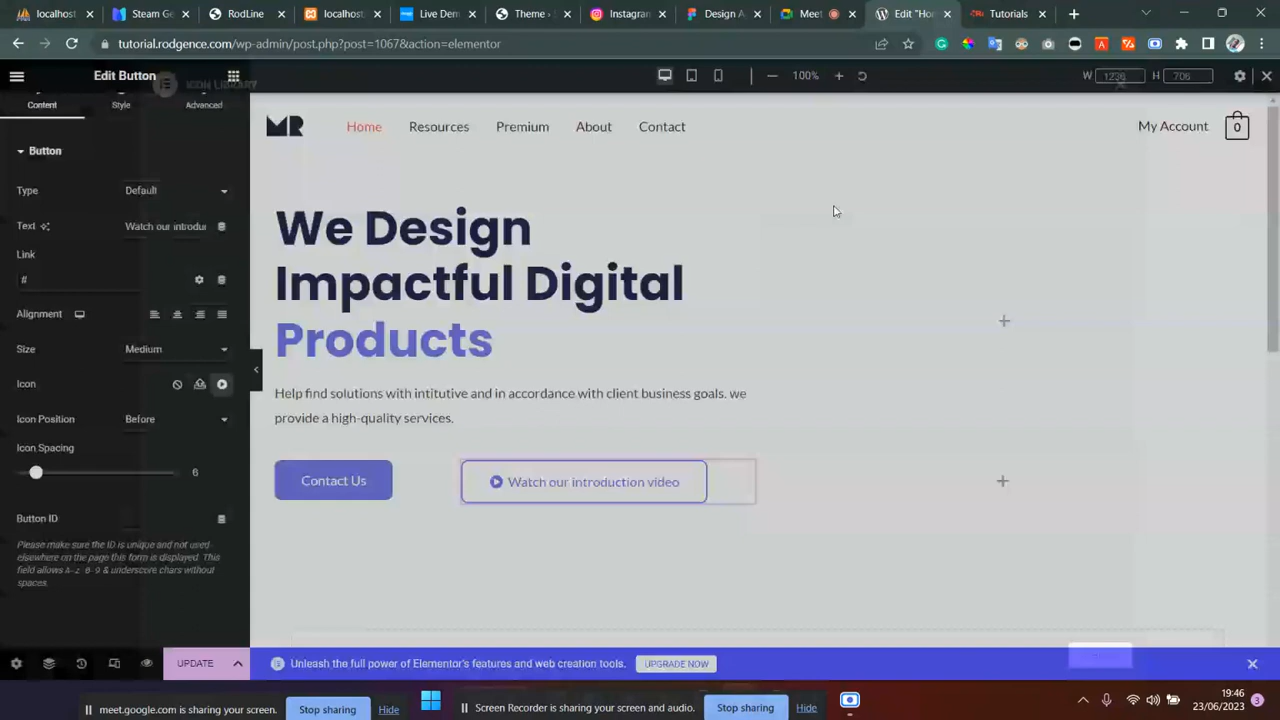 localhost
Steam Ge
RodLine
localhost
Live Dem
Theme -
Instagram
Design A
Meet
Edit "Ho
Tutorials
tutorial.rodgence.com/wp-admin/post.php?post=1067&action=elementor
Edit Button
ICON LIBRARY
100%
W 1226 H 706
Content Style Advanced
MR
Home Resources Premium About Contact
My Account 0
Button
Type Default
Text Watch our introdu
Link
#
Alignment
Size Medium
Icon
Icon Position Before
Icon Spacing
6
Button ID
Please make sure the ID is unique and not used
elsewhere on the page this form is displayed. This
field allows A-z 0-9 & underscore chars without
spaces.
We Design
Impactful Digital
Products
Help find solutions with intitutive and in accordance with client business goals. we
provide a high-quality services.
Contact Us
Watch our introduction video
UPDATE
Unleash the full power of Elementor's features and web creation tools.
UPGRADE NOW
meet.google.com is sharing your screen.
Stop sharing
Hide
Screen Recorder is sharing your screen and audio.
Stop sharing
Hide
19:46
23/06/2023
3